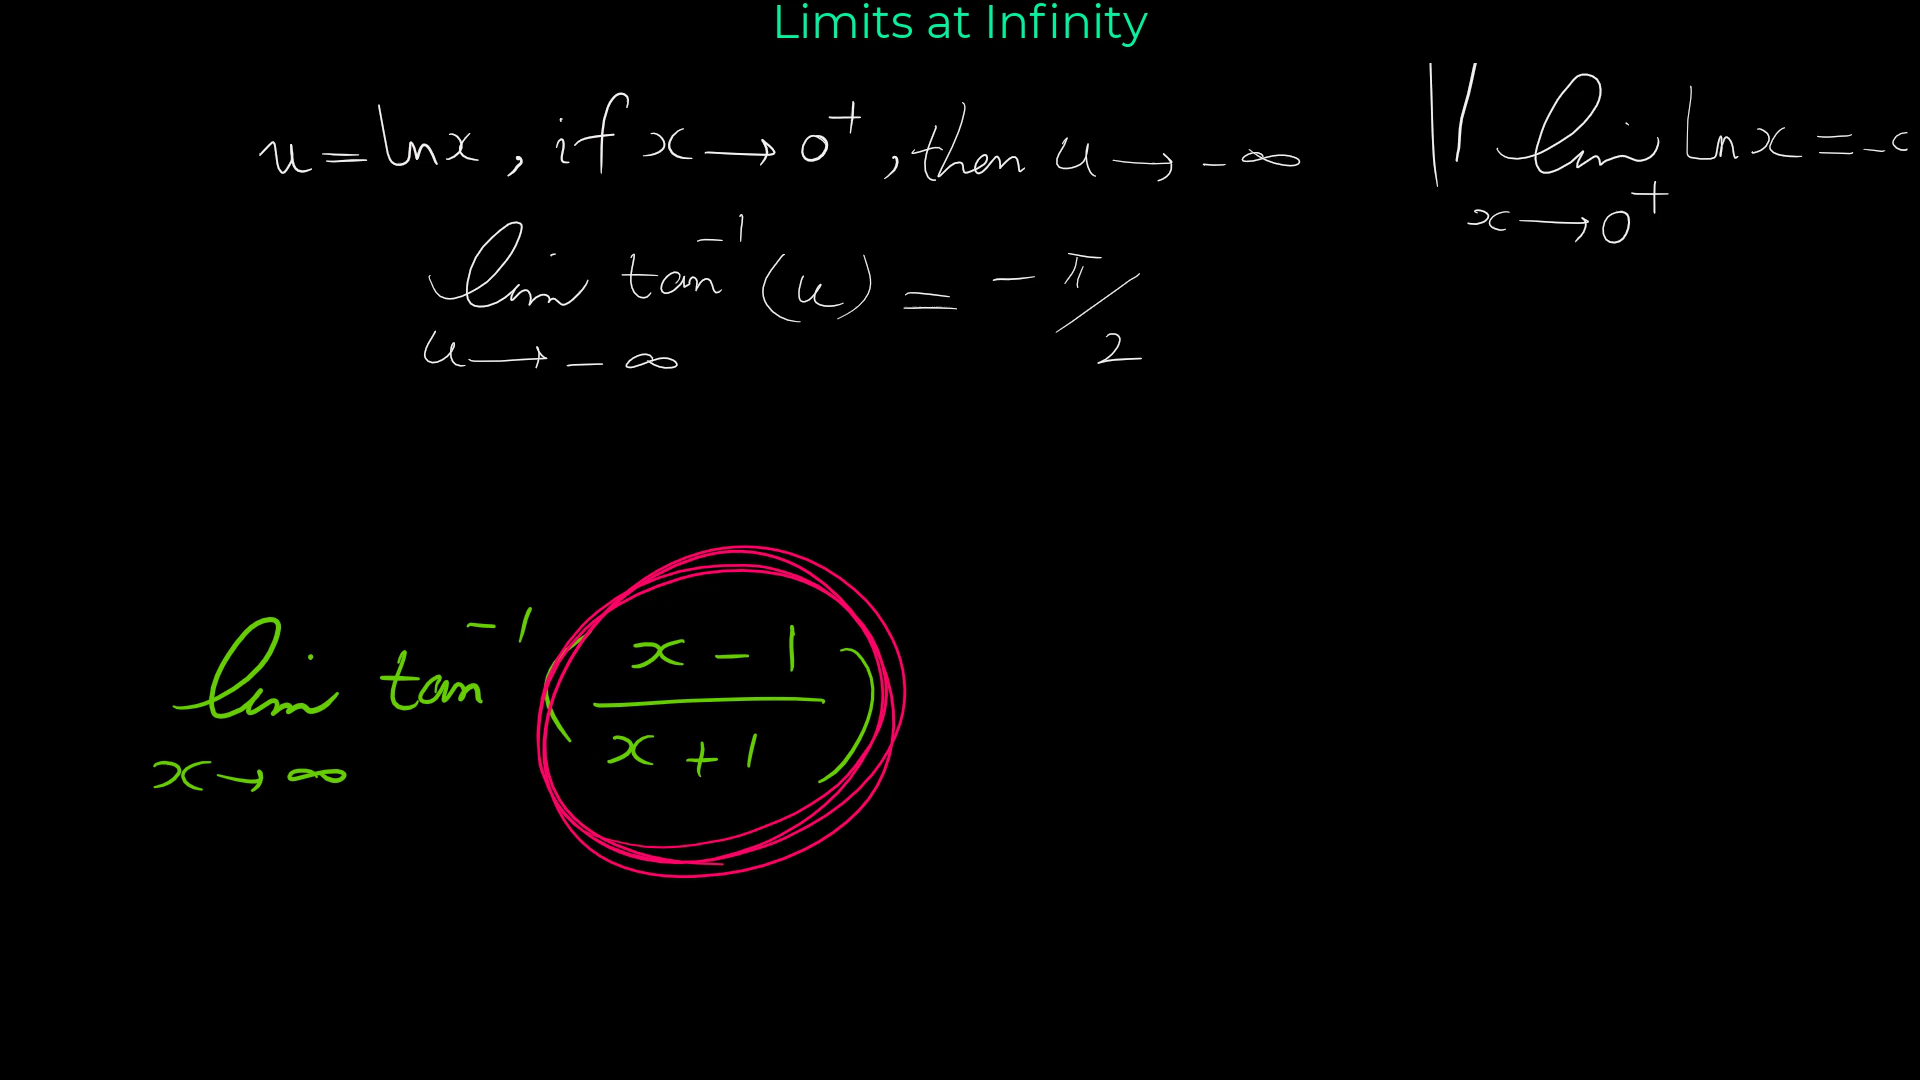 Limits at Infinity
u = ln x , if x → 0⁺ , then u → - ∞ || lim ln x = -
x → 0⁺
lim tan⁻¹ (u) = - π/2
u → - ∞
lim tan⁻¹ ( (x - 1)/(x + 1) )
x → ∞